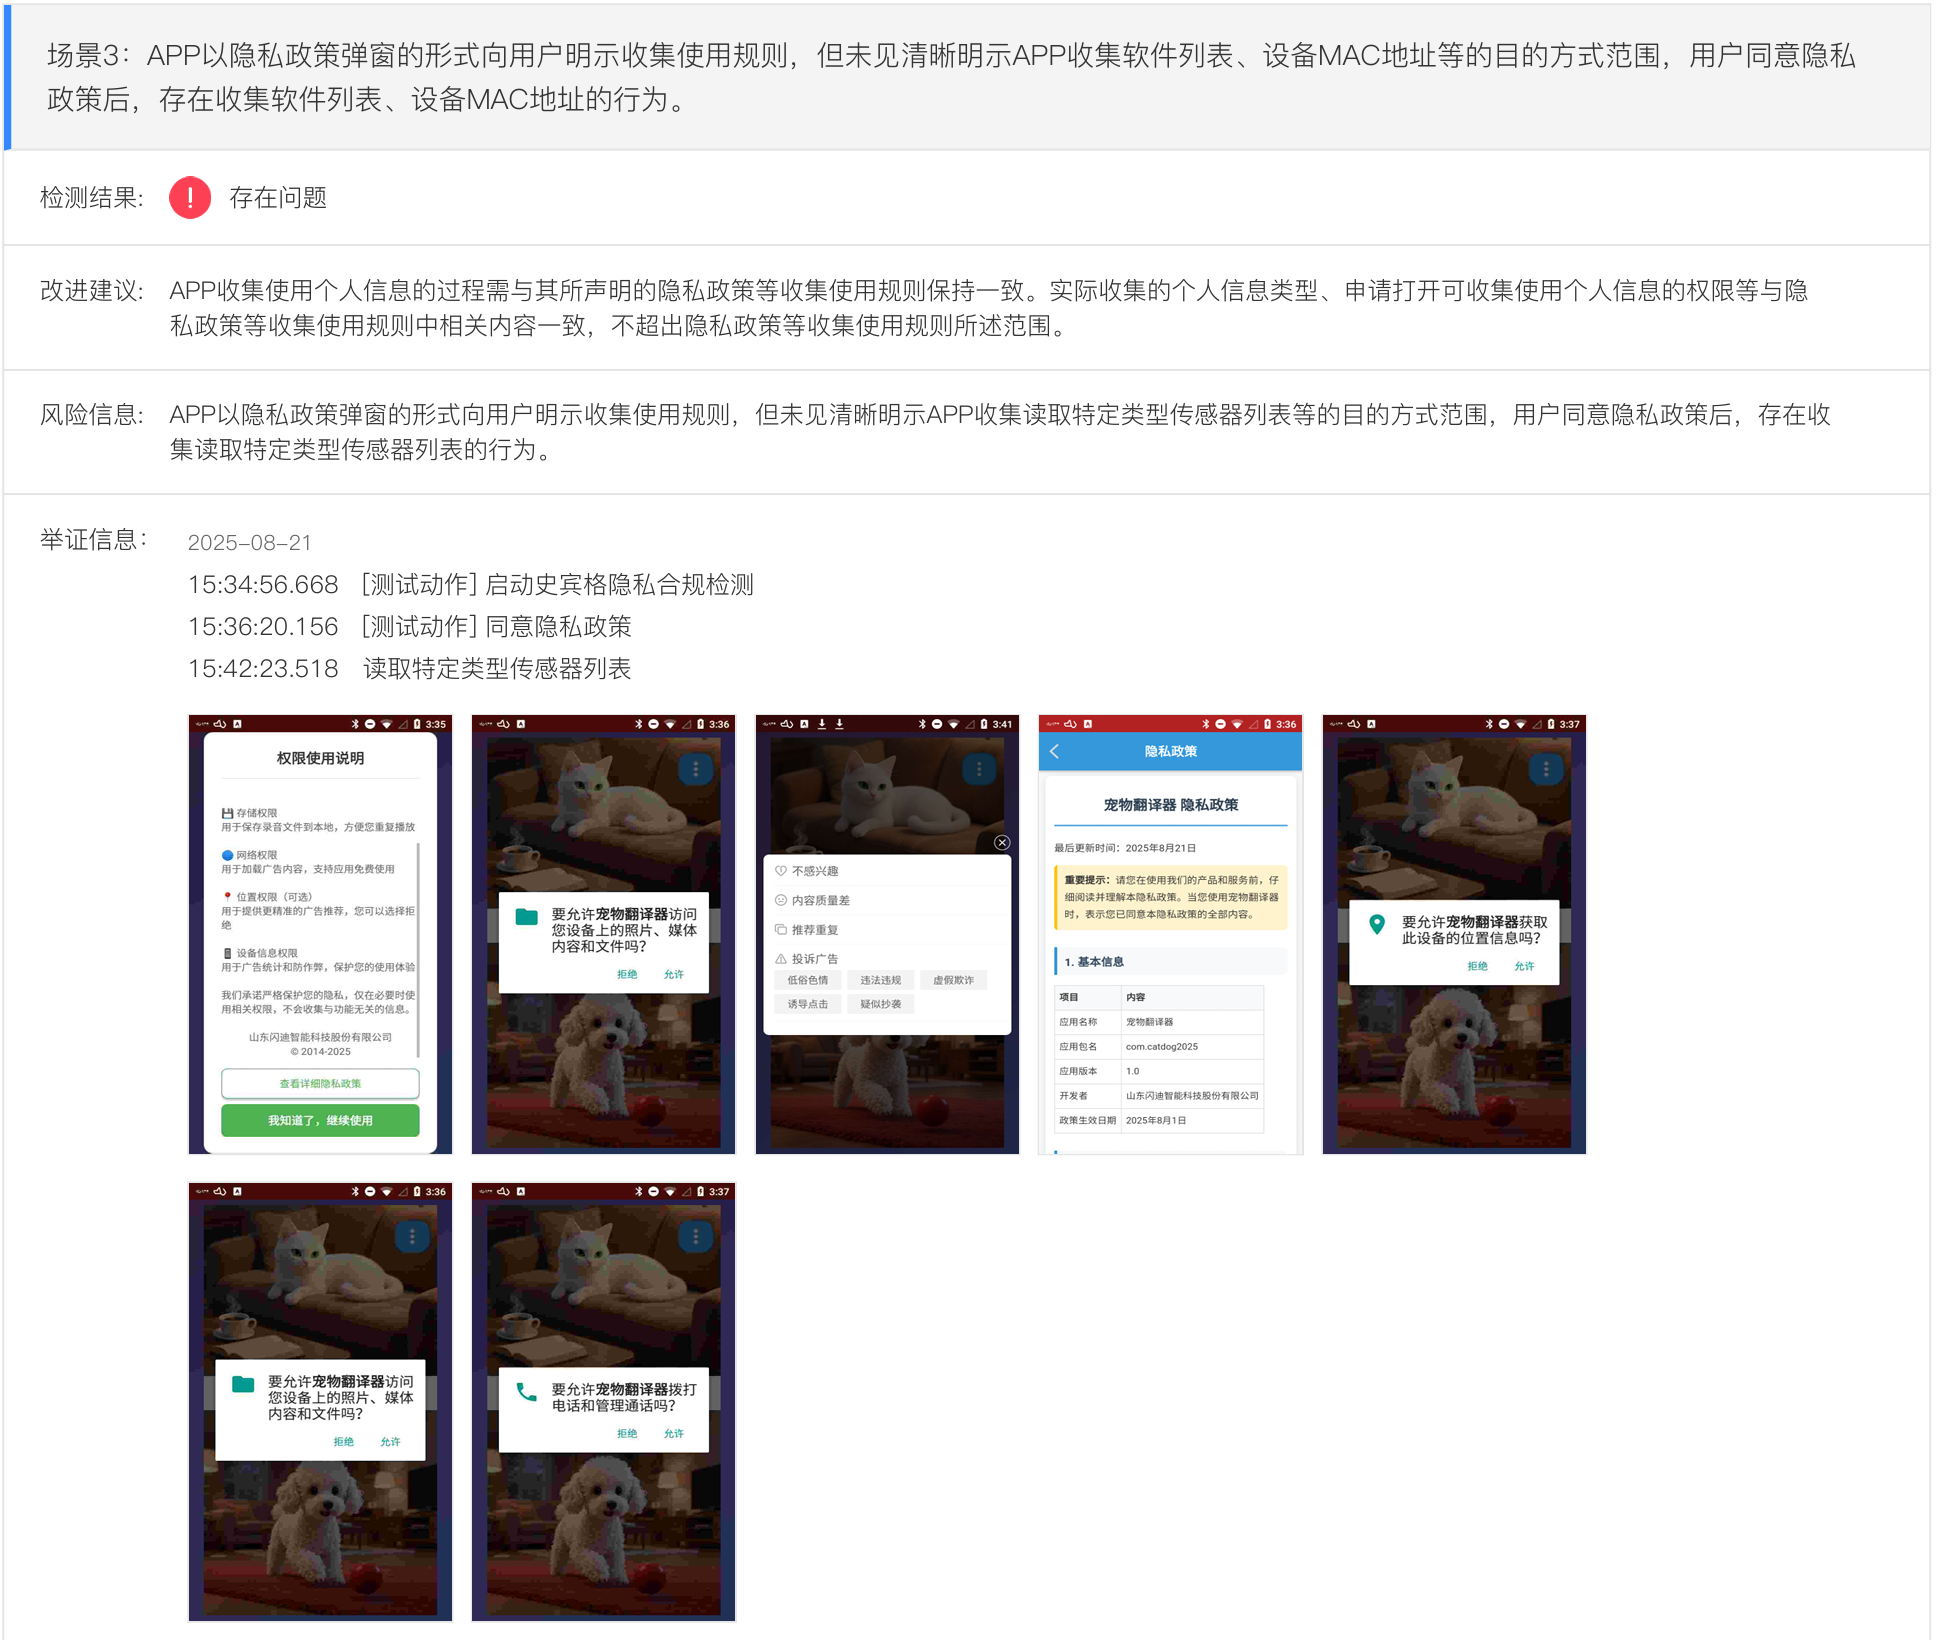 场景3：APP以隐私政策弹窗的形式向用户明示收集使用规则，但未见清晰明示APP收集软件列表、设备MAC地址等的目的方式范围，用户同意隐私
政策后，存在收集软件列表、设备MAC地址的行为。
检测结果： 存在问题
改进建议： APP收集使用个人信息的过程需与其所声明的隐私政策等收集使用规则保持一致。实际收集的个人信息类型、申请打开可收集使用个人信息的权限等与隐
私政策等收集使用规则中相关内容一致，不超出隐私政策等收集使用规则所述范围。
风险信息： APP以隐私政策弹窗的形式向用户明示收集使用规则，但未见清晰明示APP收集读取特定类型传感器列表等的目的方式范围，用户同意隐私政策后，存在收
集读取特定类型传感器列表的行为。
举证信息： 2025-08-21
15:34:56.668 [测试动作] 启动史宾格隐私合规检测
15:36:20.156 [测试动作] 同意隐私政策
15:42:23.518 读取特定类型传感器列表
3:35
权限使用说明
存储权限
用于保存录音文件到本地，方便您重复播放
网络权限
用于加载广告内容，支持应用免费使用
位置权限（可选）
用于提供更精准的广告推荐，您可以选择拒
绝
设备信息权限
用于广告统计和防作弊，保护您的使用体验
我们承诺严格保护您的隐私，仅在必要时使
用相关权限，不会收集与功能无关的信息。
山东闪迪智能科技股份有限公司
© 2014-2025
查看详细隐私政策
我知道了，继续使用
3:36
要允许宠物翻译器访问
您设备上的照片、媒体
内容和文件吗？
拒绝 允许
3:41
不感兴趣
内容质量差
推荐重复
投诉广告
低俗色情 违法违规 虚假欺诈
诱导点击 疑似抄袭
3:36
隐私政策
宠物翻译器 隐私政策
最后更新时间：2025年8月21日
重要提示：请您在使用我们的产品和服务前，仔
细阅读并理解本隐私政策。当您使用宠物翻译器
时，表示您已同意本隐私政策的全部内容。
1. 基本信息
项目 内容
应用名称 宠物翻译器
应用包名 com.catdog2025
应用版本 1.0
开发者 山东闪迪智能科技股份有限公司
政策生效日期 2025年8月1日
3:37
要允许宠物翻译器获取
此设备的位置信息吗？
拒绝 允许
3:36
要允许宠物翻译器访问
您设备上的照片、媒体
内容和文件吗？
拒绝 允许
3:37
要允许宠物翻译器拨打
电话和管理通话吗？
拒绝 允许